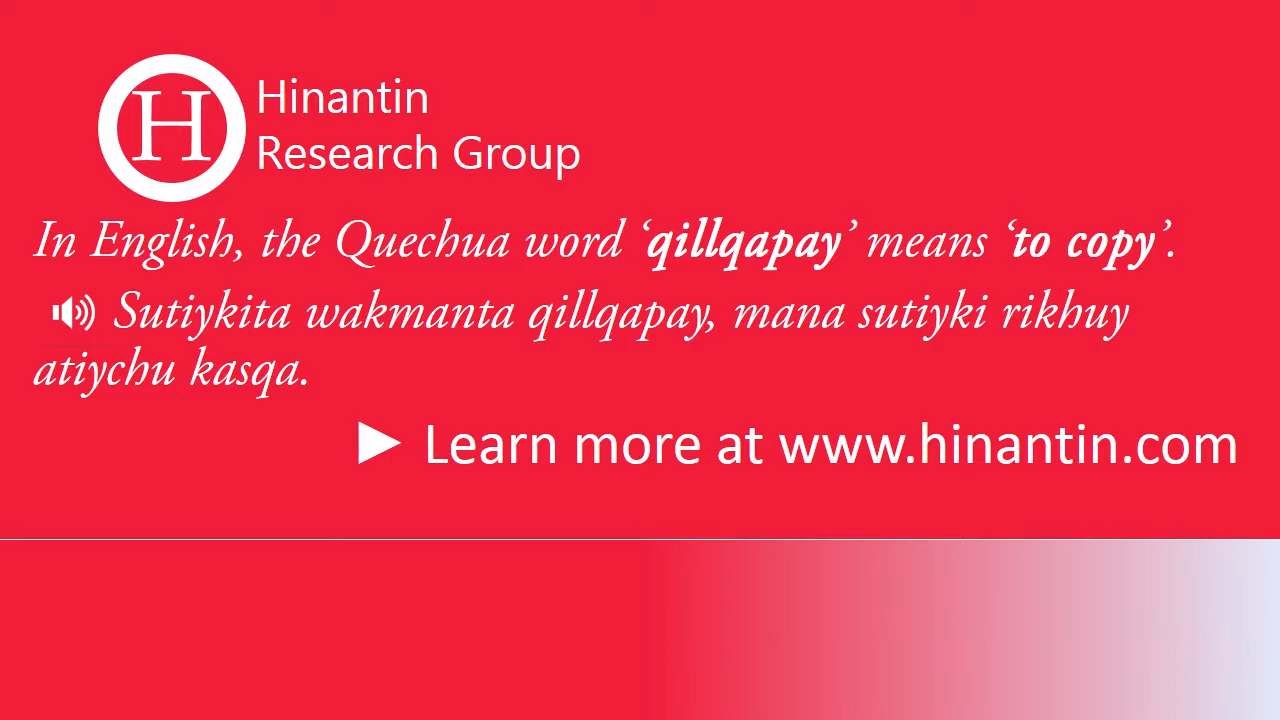 H
Hinantin
Research Group
In English, the Quechua word ‘qillqapay’ means ‘to copy’.
Sutiykita wakmanta qillqapay, mana sutiyki rikhuy
atiychu kasqa.
► Learn more at www.hinantin.com